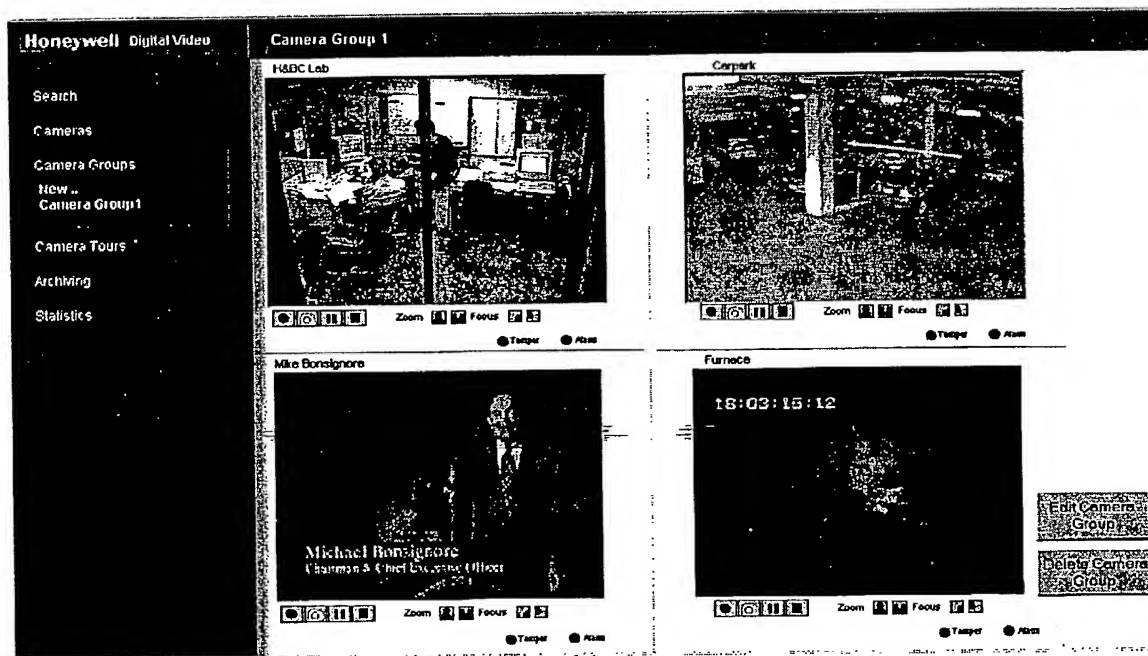 Honeywell Digital Video
Camera Group 1
Search
Cameras
Camera Groups
New ..
Camera Group1
Camera Tours
Archiving
Statistics
H&BC Lab
Zoom Focus
Tamper Alarm
Carpark
Zoom Focus
Tamper Alarm
Mike Bonsignore
Michael Bonsignore
Chairman & Chief Executive Officer
Zoom Focus
Tamper Alarm
Furnace
18:03:15:12
Zoom Focus
Tamper Alarm
Edit Camera
Group
Delete Camera
Group